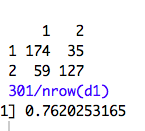 1 2
1 174 35
2 59 127
301/nrow(d1)
1] 0.7620253165